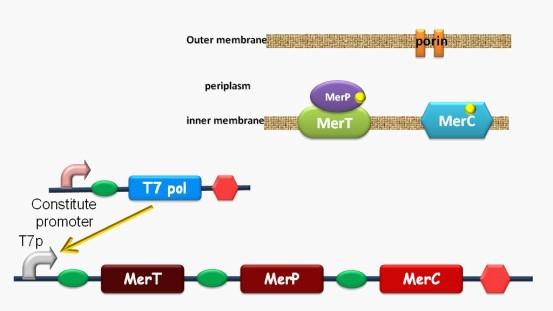 Outer membrane
porin
periplasm
MerP
inner membrane
MerT
MerC
T7 pol
Constitute
promoter
T7p
MerT
MerP
MerC